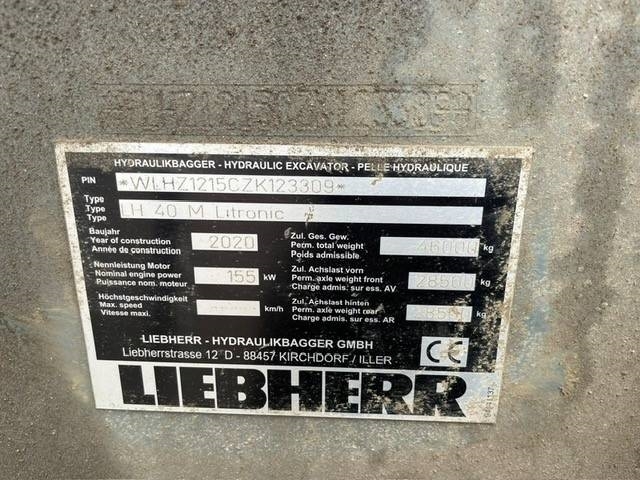 HYDRAULIKBAGGER - HYDRAULIC EXCAVATOR - PELLE HYDRAULIQUE
PIN *WLHZ1215CZK123309*
Type
Type LH 40 M Litronic
Type
Baujahr
Year of construction 2020
Année de construction
Zul. Ges. Gew.
Perm. total weight 46000 kg
Poids admissible
Nennleistung Motor
Nominal engine power 155 kW
Puissance nom. moteur
Zul. Achslast vorn
Perm. axle weight front 28500 kg
Charge admis. sur ess. AV
Höchstgeschwindigkeit
Max. speed km/h
Vitesse maxi.
Zul. Achslast hinten
Perm. axle weight rear kg
Charge admis. sur ess. AR
LIEBHERR - HYDRAULIKBAGGER GMBH
Liebherrstrasse 12 D - 88457 KIRCHDORF / ILLER
CE
LIEBHERR